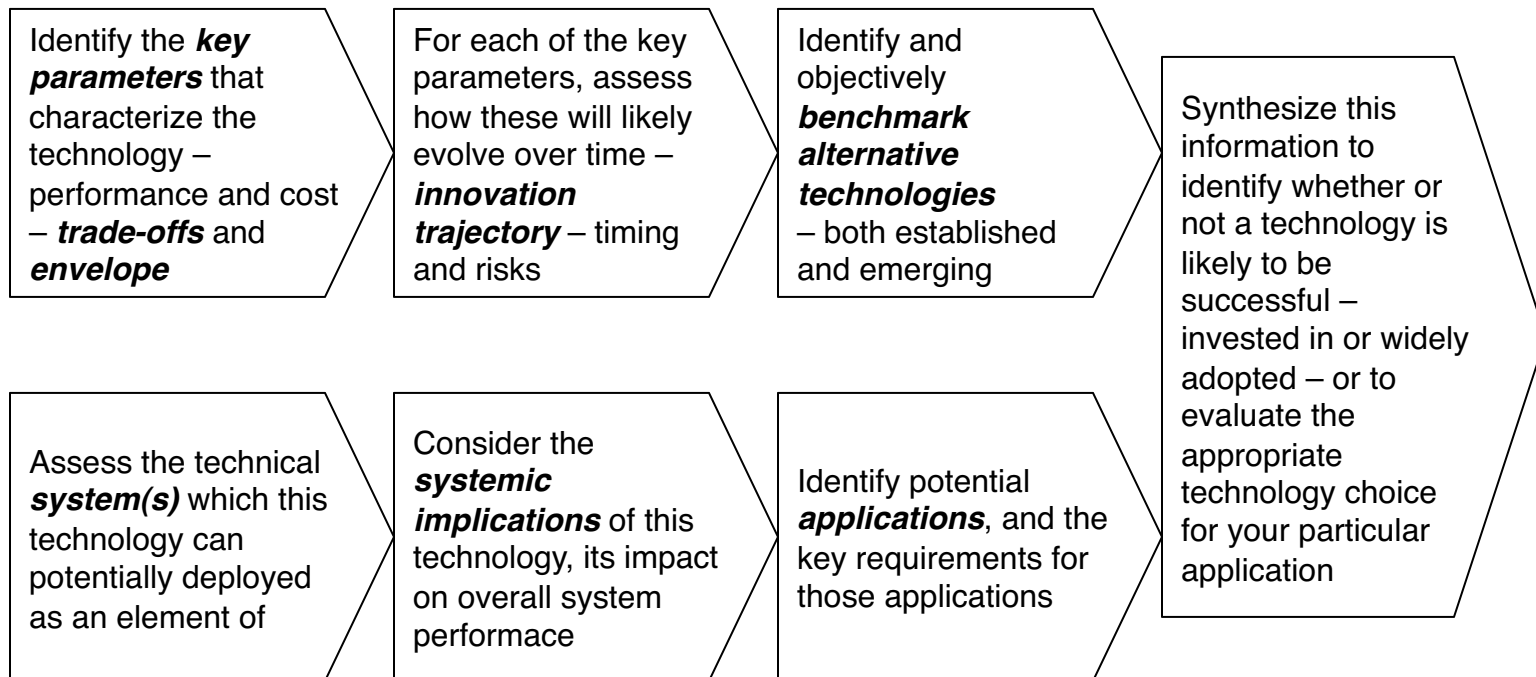 Identify the key
parameters that
characterize the
technology –
performance and cost
– trade-offs and
envelope
For each of the key
parameters, assess
how these will likely
evolve over time –
innovation
trajectory – timing
and risks
Identify and
objectively
benchmark
alternative
technologies
– both established
and emerging
Assess the technical
system(s) which this
technology can
potentially deployed
as an element of
Consider the
systemic
implications of this
technology, its impact
on overall system
performace
Identify potential
applications, and the
key requirements for
those applications
Synthesize this
information to
identify whether or
not a technology is
likely to be
successful –
invested in or widely
adopted – or to
evaluate the
appropriate
technology choice
for your particular
application